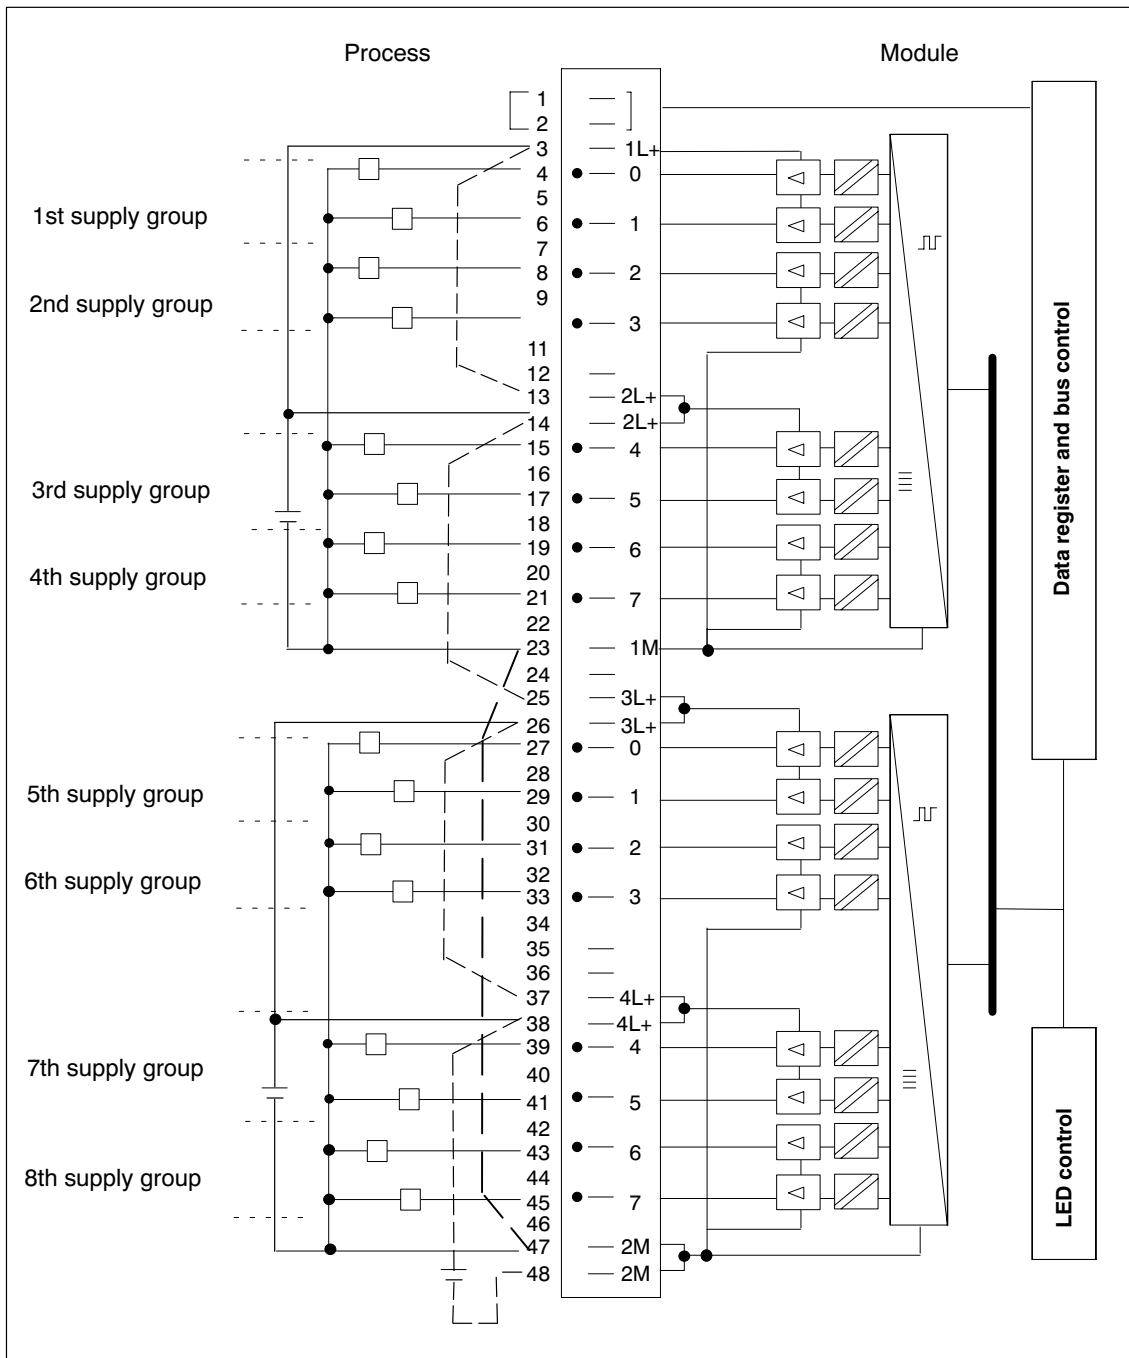 Process Module
1
2
3 1L+
4 0
5
1st supply group
6 1
7
8 2
9
2nd supply group
3
11
12
13 2L+
14 2L+
15 4
16
3rd supply group
17 5
18
19 6
20
4th supply group
21 7
22
23 1M
24
25 3L+
26 3L+
27 0
28
5th supply group
29 1
30
31 2
32
6th supply group
33 3
34
35
36
37 4L+
38 4L+
39 4
7th supply group
40
41 5
42
43 6
44
8th supply group
45 7
46
47 2M
48 2M
Data register and bus control
LED control